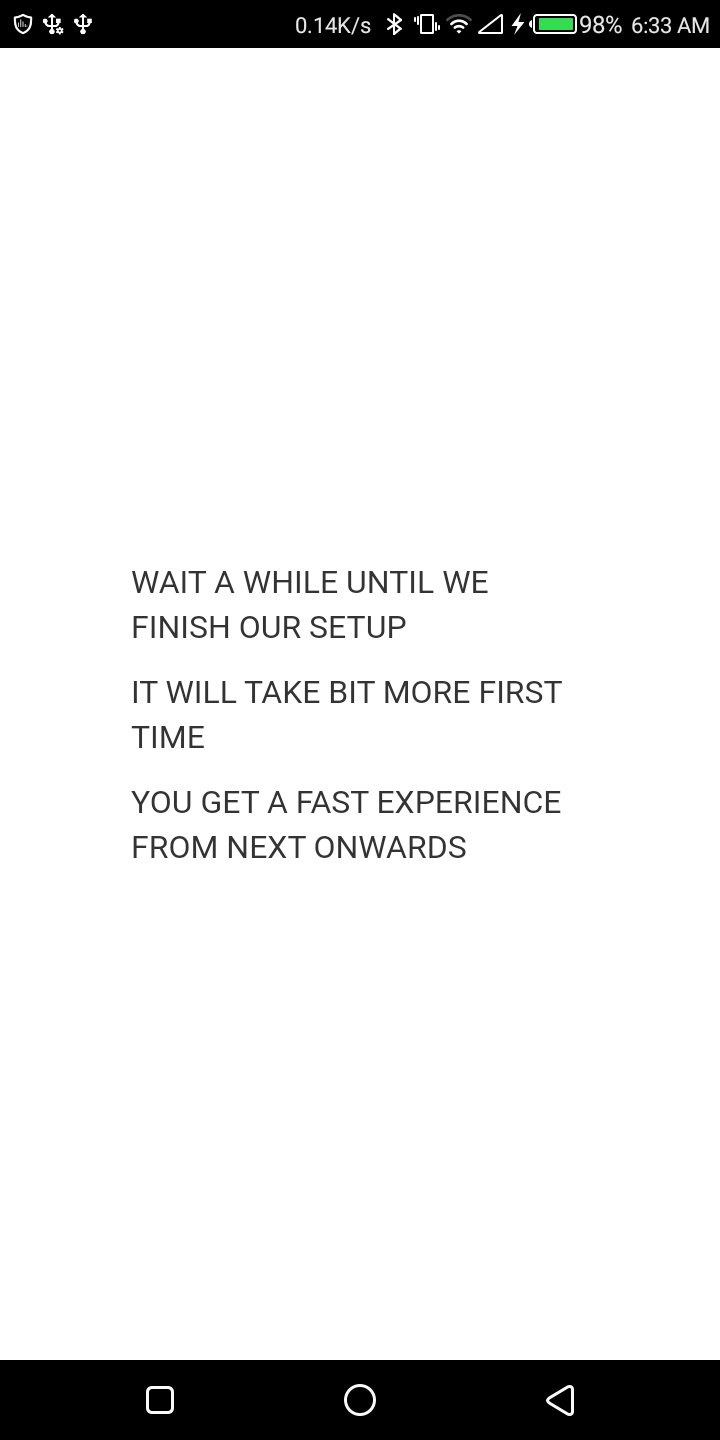 0.14K/s 98% 6:33 AM
WAIT A WHILE UNTIL WE
FINISH OUR SETUP
IT WILL TAKE BIT MORE FIRST
TIME
YOU GET A FAST EXPERIENCE
FROM NEXT ONWARDS